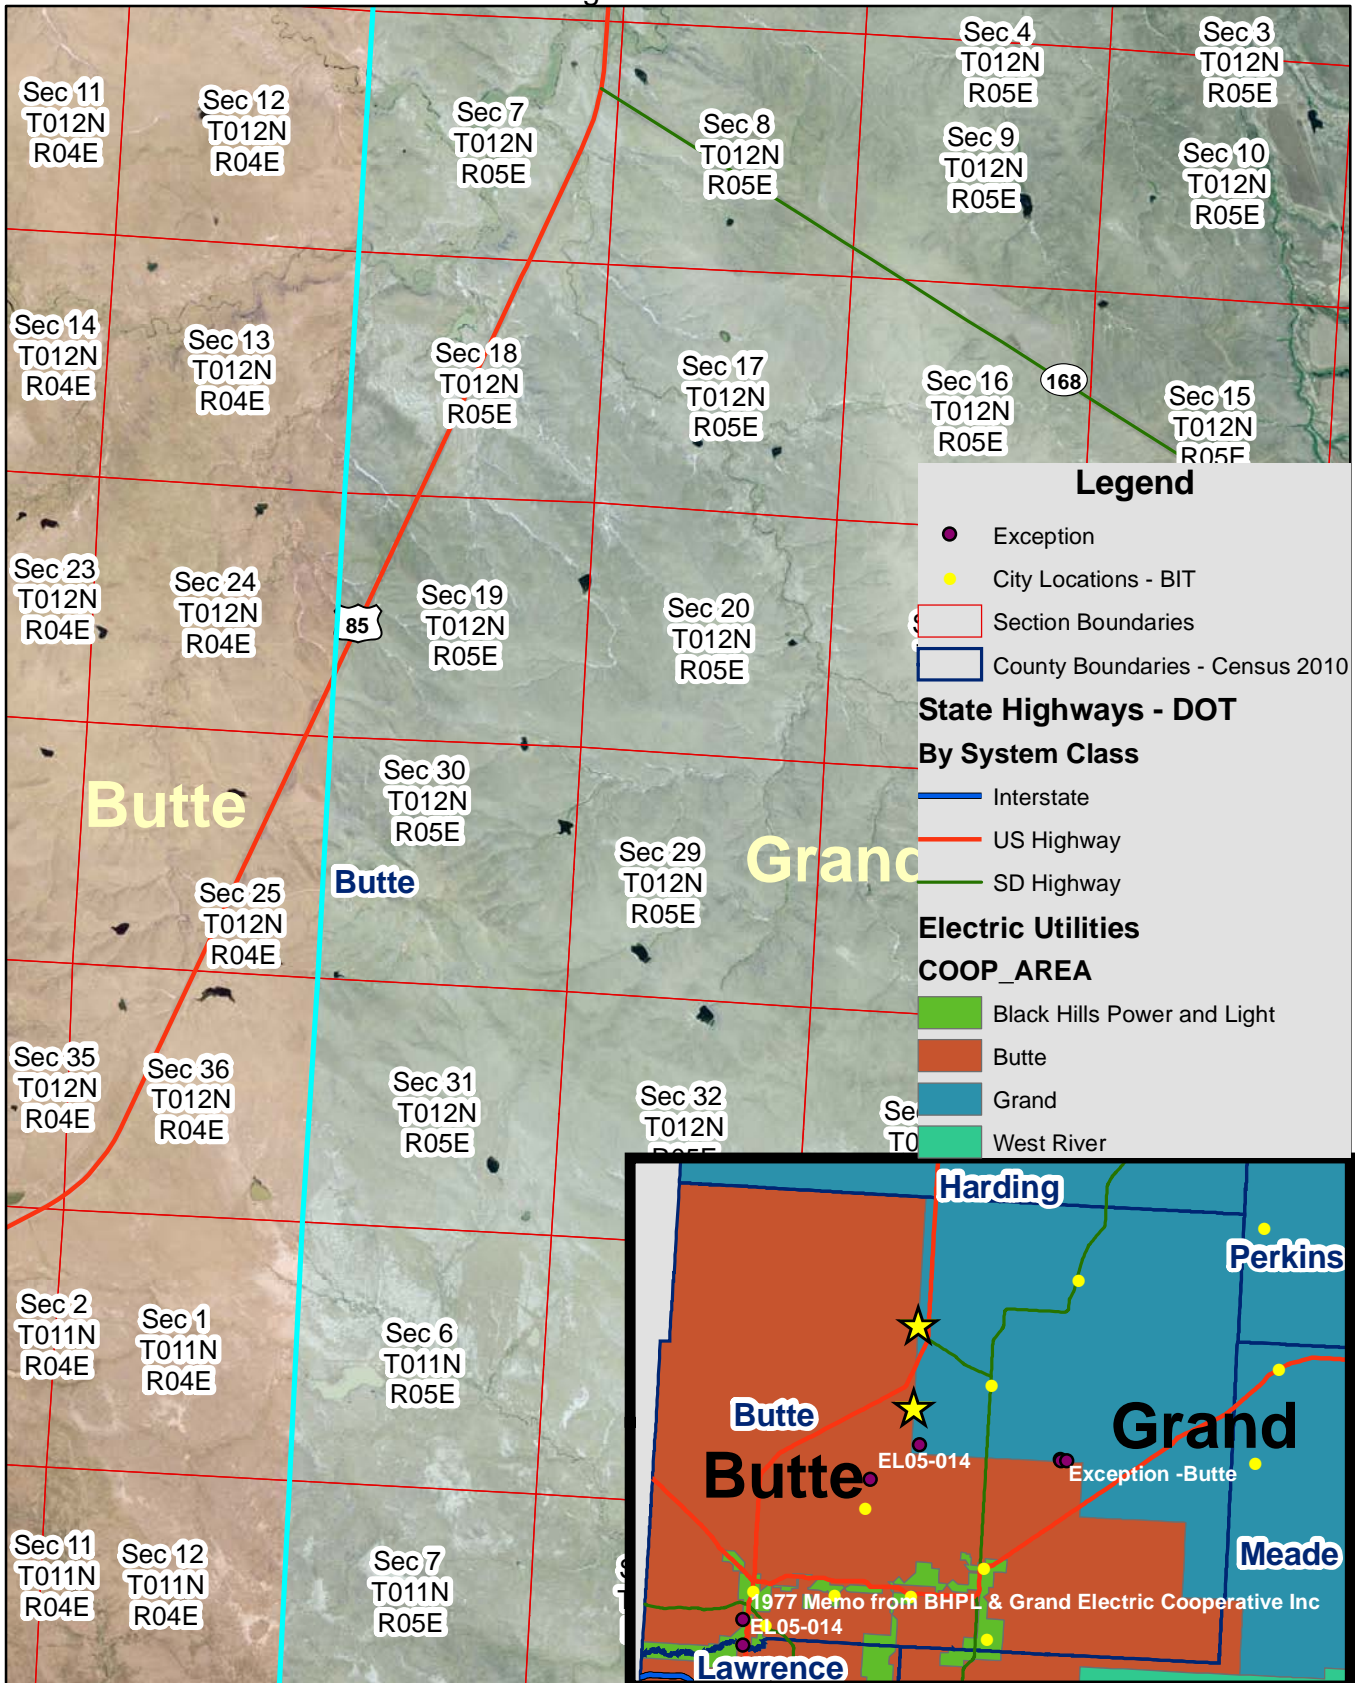 Sec 11
T012N
R04E
Sec 12
T012N
R04E
Sec 7
T012N
R05E
Sec 8
T012N
R05E
Sec 4
T012N
R05E
Sec 9
T012N
R05E
Sec 3
T012N
R05E
Sec 10
T012N
R05E
Sec 14
T012N
R04E
Sec 13
T012N
R04E
Sec 18
T012N
R05E
Sec 17
T012N
R05E
Sec 16
T012N
R05E
168
Sec 15
T012N
R05E
Sec 23
T012N
R04E
Sec 24
T012N
R04E
85
Sec 19
T012N
R05E
Sec 20
T012N
R05E
Butte
Sec 30
T012N
R05E
Butte
Sec 29
T012N
R05E
Grand
Sec 25
T012N
R04E
Sec 35
T012N
R04E
Sec 36
T012N
R04E
Sec 31
T012N
R05E
Sec 32
T012N
R05E
Sec 2
T011N
R04E
Sec 1
T011N
R04E
Sec 6
T011N
R05E
Sec 11
T011N
R04E
Sec 12
T011N
R04E
Sec 7
T011N
R05E
Legend
Exception
City Locations - BIT
Section Boundaries
County Boundaries - Census 2010
State Highways - DOT
By System Class
Interstate
US Highway
SD Highway
Electric Utilities
COOP_AREA
Black Hills Power and Light
Butte
Grand
West River
Harding
Perkins
Butte
Grand
Butte
EL05-014
Exception -Butte
Meade
1977 Memo from BHPL & Grand Electric Cooperative Inc
EL05-014
Lawrence